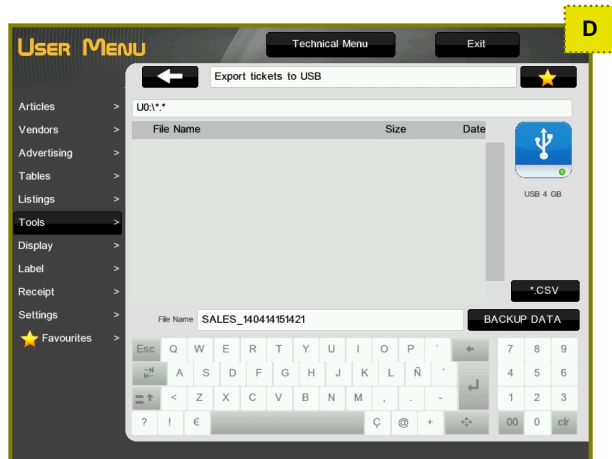 D
USER MENU
Technical Menu
Exit
Export tickets to USB
Articles >
Vendors >
Advertising >
Tables >
Listings >
Tools >
Display >
Label >
Receipt >
Settings >
Favourites >
U0:\*.*
File Name Size Date
USB 4 GB
*.CSV
File Name SALES_140414151421
BACKUP DATA
Esc Q W E R T Y U I O P ` 7 8 9
A S D F G H J K L Ñ ´ 4 5 6
< Z X C V B N M , . - 1 2 3
? ! € Ç @ + 00 0 clr